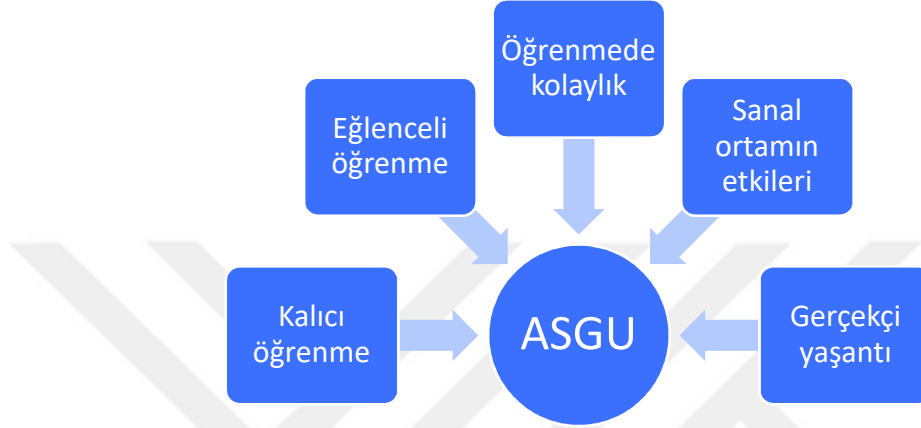 Öğrenmede
kolaylık
Eğlenceli
öğrenme
Sanal
ortamın
etkileri
Kalıcı
öğrenme
ASGU
Gerçekçi
yaşantı